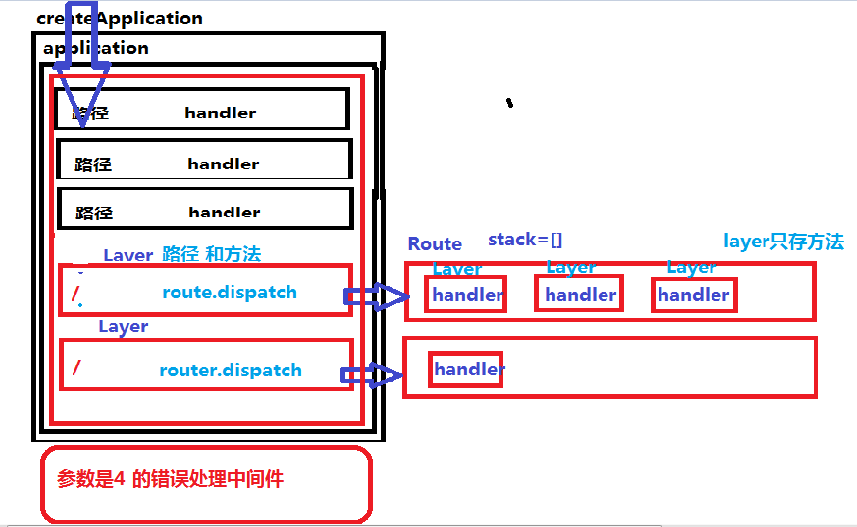 createApplication
application
路径 handler
路径 handler
路径 handler
Layer 路径 和方法
/ route.dispatch
Layer
/ router.dispatch
Route stack=[] layer只存方法
Layer Layer Layer
handler handler handler
handler
参数是4 的错误处理中间件